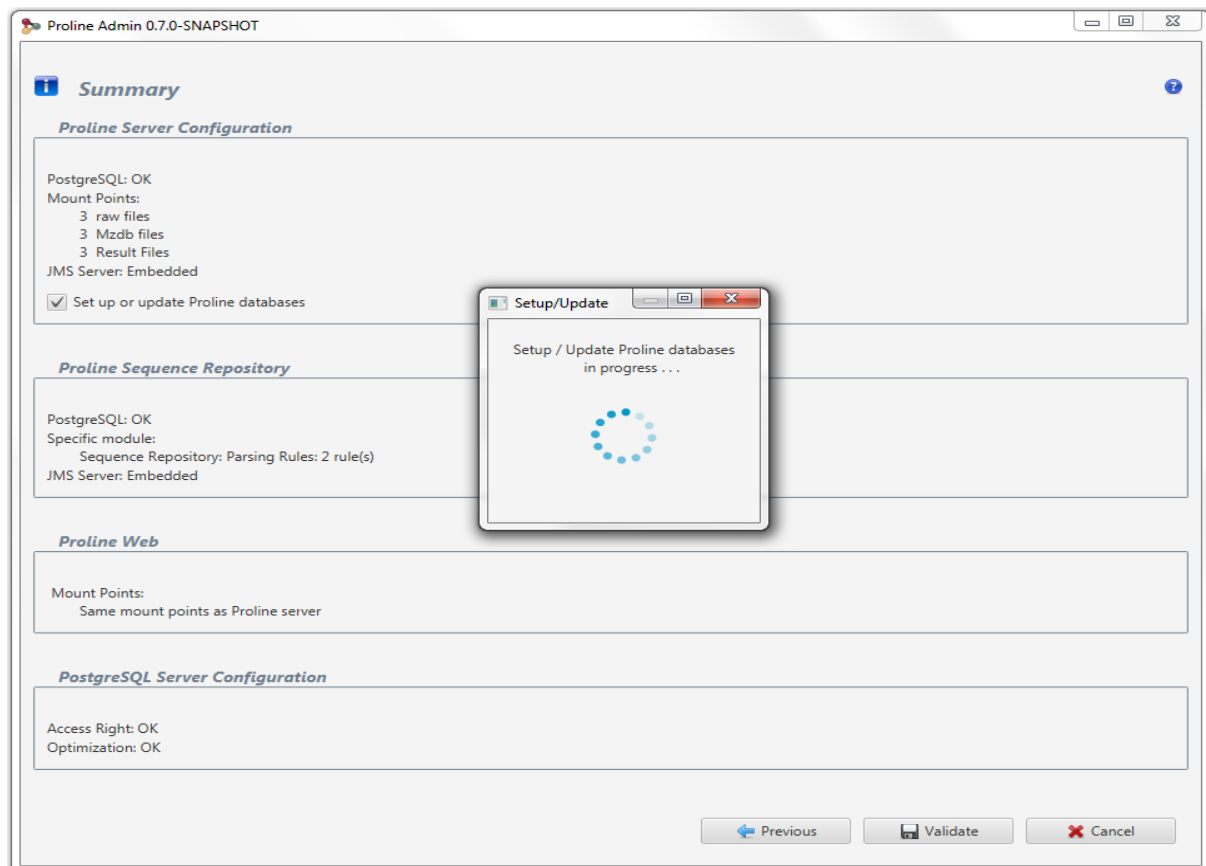 Proline Admin 0.7.0-SNAPSHOT
Summary
Proline Server Configuration
PostgreSQL: OK
Mount Points:
3 raw files
3 Mzdb files
3 Result Files
JMS Server: Embedded
Set up or update Proline databases
Setup/Update
Setup / Update Proline databases
in progress . . .
Proline Sequence Repository
PostgreSQL: OK
Specific module:
Sequence Repository: Parsing Rules: 2 rule(s)
JMS Server: Embedded
Proline Web
Mount Points:
Same mount points as Proline server
PostgreSQL Server Configuration
Access Right: OK
Optimization: OK
Previous
Validate
Cancel